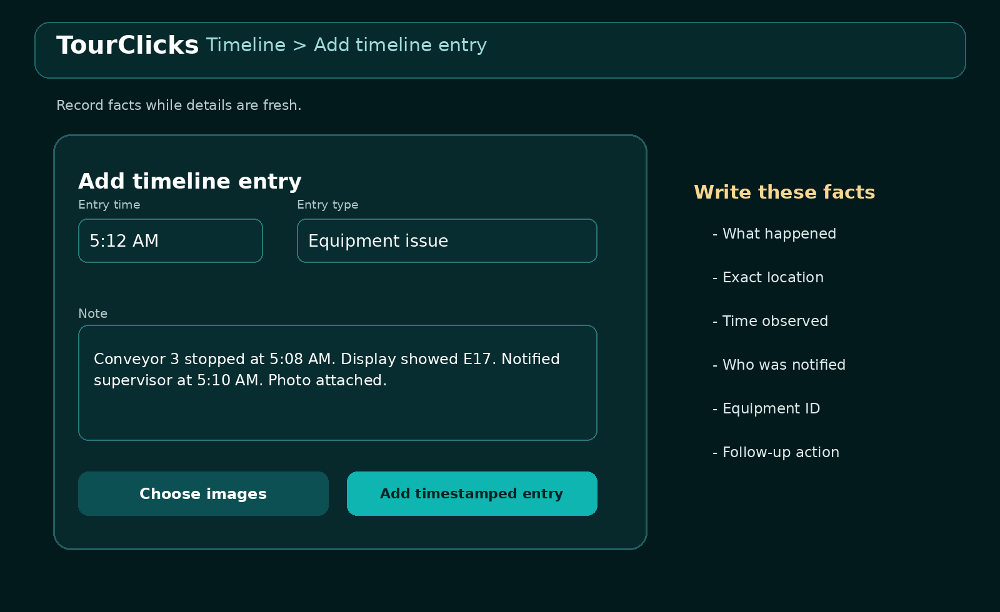 TourClicks Timeline > Add timeline entry
Record facts while details are fresh.
Add timeline entry
Entry time
Entry type
5:12 AM
Equipment issue
Note
Conveyor 3 stopped at 5:08 AM. Display showed E17. Notified
supervisor at 5:10 AM. Photo attached.
Choose images
Add timestamped entry
Write these facts
- What happened
- Exact location
- Time observed
- Who was notified
- Equipment ID
- Follow-up action